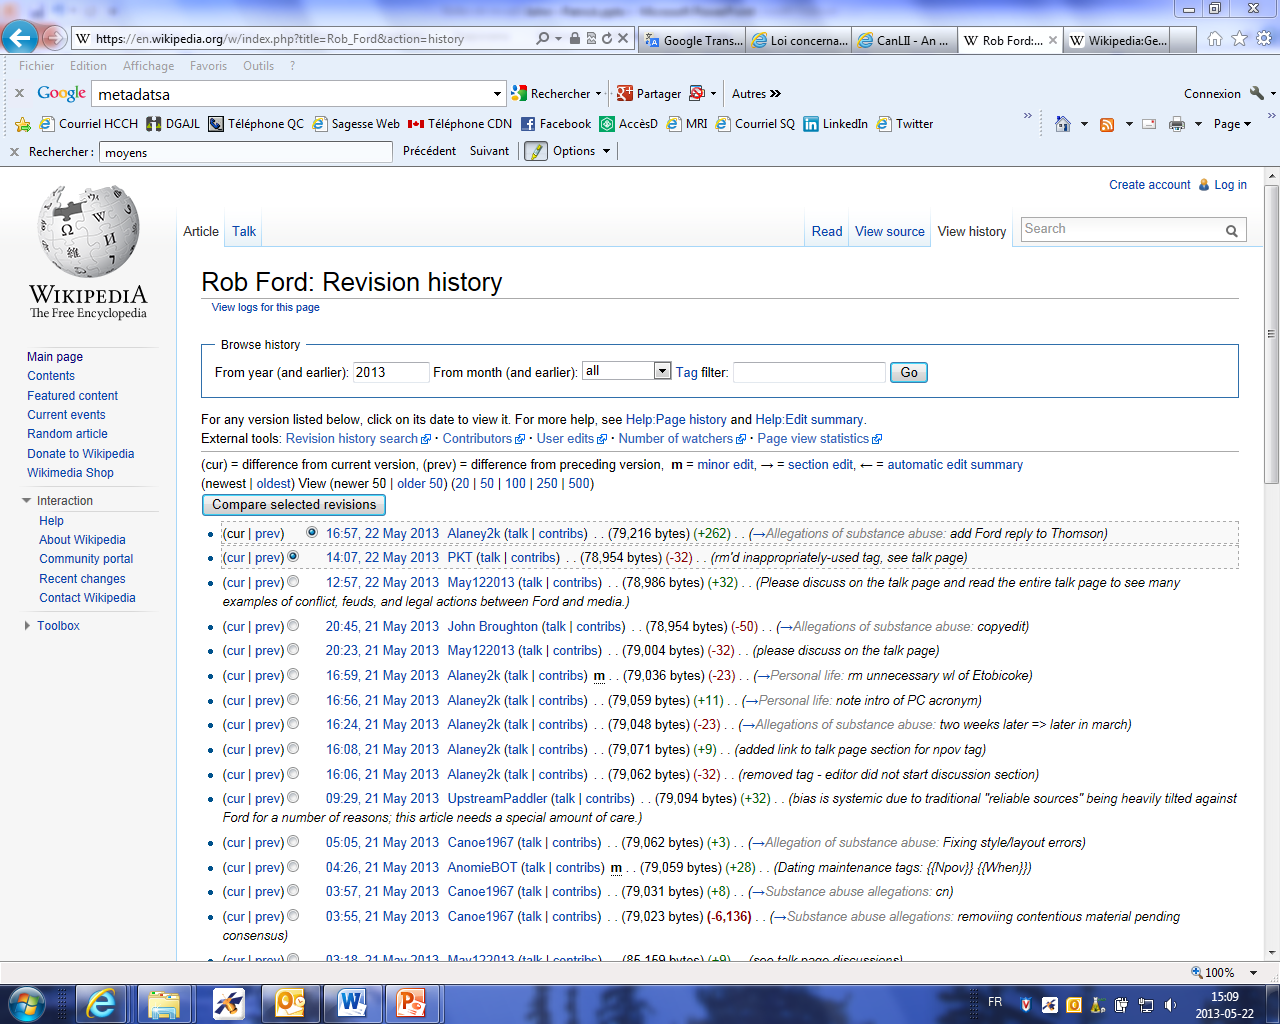 https://en.wikipedia.org/w/index.php?title=Rob_Ford&action=history
Google Trans...
Loi concerna...
CanLII - An ...
Rob Ford:...
Wikipedia:Ge...
Fichier Edition Affichage Favoris Outils ?
Google metadatsa Rechercher Partager Autres Connexion
Courriel HCCH DGAJL Téléphone QC Sagesse Web Téléphone CDN Facebook AccèsD MRI Courriel SQ LinkedIn Twitter Page
Rechercher : moyens Précédent Suivant Options
Create account Log in
Article Talk Read View source View history Search
WIKIPEDIA
The Free Encyclopedia
Main page
Contents
Featured content
Current events
Random article
Donate to Wikipedia
Wikimedia Shop
Interaction
Help
About Wikipedia
Community portal
Recent changes
Contact Wikipedia
Toolbox
Rob Ford: Revision history
View logs for this page
Browse history
From year (and earlier): 2013 From month (and earlier): all Tag filter: Go
For any version listed below, click on its date to view it. For more help, see Help:Page history and Help:Edit summary.
External tools: Revision history search · Contributors · User edits · Number of watchers · Page view statistics
(cur) = difference from current version, (prev) = difference from preceding version, m = minor edit, → = section edit, ← = automatic edit summary
(newest | oldest) View (newer 50 | older 50) (20 | 50 | 100 | 250 | 500)
Compare selected revisions
(cur | prev) 16:57, 22 May 2013 Alaney2k (talk | contribs) . . (79,216 bytes) (+262) . . (→Allegations of substance abuse: add Ford reply to Thomson)
(cur | prev) 14:07, 22 May 2013 PKT (talk | contribs) . . (78,954 bytes) (-32) . . (rm'd inappropriately-used tag, see talk page)
(cur | prev) 12:57, 22 May 2013 May122013 (talk | contribs) . . (78,986 bytes) (+32) . . (Please discuss on the talk page and read the entire talk page to see many
examples of conflict, feuds, and legal actions between Ford and media.)
(cur | prev) 20:45, 21 May 2013 John Broughton (talk | contribs) . . (78,954 bytes) (-50) . . (→Allegations of substance abuse: copyedit)
(cur | prev) 20:23, 21 May 2013 May122013 (talk | contribs) . . (79,004 bytes) (-32) . . (please discuss on the talk page)
(cur | prev) 16:59, 21 May 2013 Alaney2k (talk | contribs) m . . (79,036 bytes) (-23) . . (→Personal life: rm unnecessary wl of Etobicoke)
(cur | prev) 16:56, 21 May 2013 Alaney2k (talk | contribs) . . (79,059 bytes) (+11) . . (→Personal life: note intro of PC acronym)
(cur | prev) 16:24, 21 May 2013 Alaney2k (talk | contribs) . . (79,048 bytes) (-23) . . (→Allegations of substance abuse: two weeks later => later in march)
(cur | prev) 16:08, 21 May 2013 Alaney2k (talk | contribs) . . (79,071 bytes) (+9) . . (added link to talk page section for npov tag)
(cur | prev) 16:06, 21 May 2013 Alaney2k (talk | contribs) . . (79,062 bytes) (-32) . . (removed tag - editor did not start discussion section)
(cur | prev) 09:29, 21 May 2013 UpstreamPaddler (talk | contribs) . . (79,094 bytes) (+32) . . (bias is systemic due to traditional "reliable sources" being heavily tilted against
Ford for a number of reasons; this article needs a special amount of care.)
(cur | prev) 05:05, 21 May 2013 Canoe1967 (talk | contribs) . . (79,062 bytes) (+3) . . (→Allegation of substance abuse: Fixing style/layout errors)
(cur | prev) 04:26, 21 May 2013 AnomieBOT (talk | contribs) m . . (79,059 bytes) (+28) . . (Dating maintenance tags: {{Npov}} {{When}})
(cur | prev) 03:57, 21 May 2013 Canoe1967 (talk | contribs) . . (79,031 bytes) (+8) . . (→Substance abuse allegations: cn)
(cur | prev) 03:55, 21 May 2013 Canoe1967 (talk | contribs) . . (79,023 bytes) (-6,136) . . (→Substance abuse allegations: removiing contentious material pending
consensus)
(cur | prev) 03:18, 21 May 2013 May122013 (talk | contribs) . . (85,159 bytes) (+9) . . (see talk page discussions)
100%
FR 15:09
2013-05-22